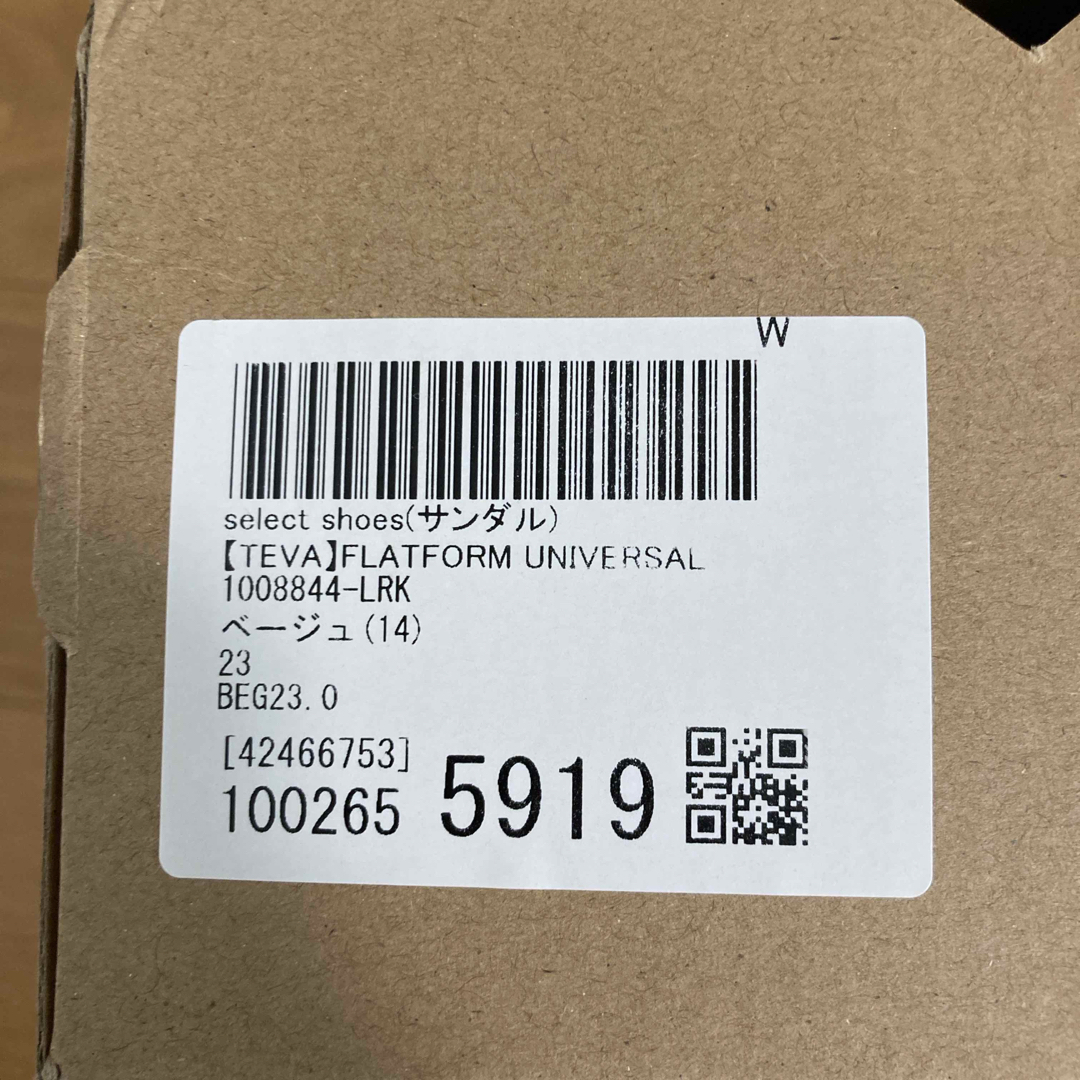 W
select shoes(サンダル)
【TEVA】FLATFORM UNIVERSAL
1008844-LRK
ベージュ(14)
23
BEG23.0
[42466753]
100265 5919